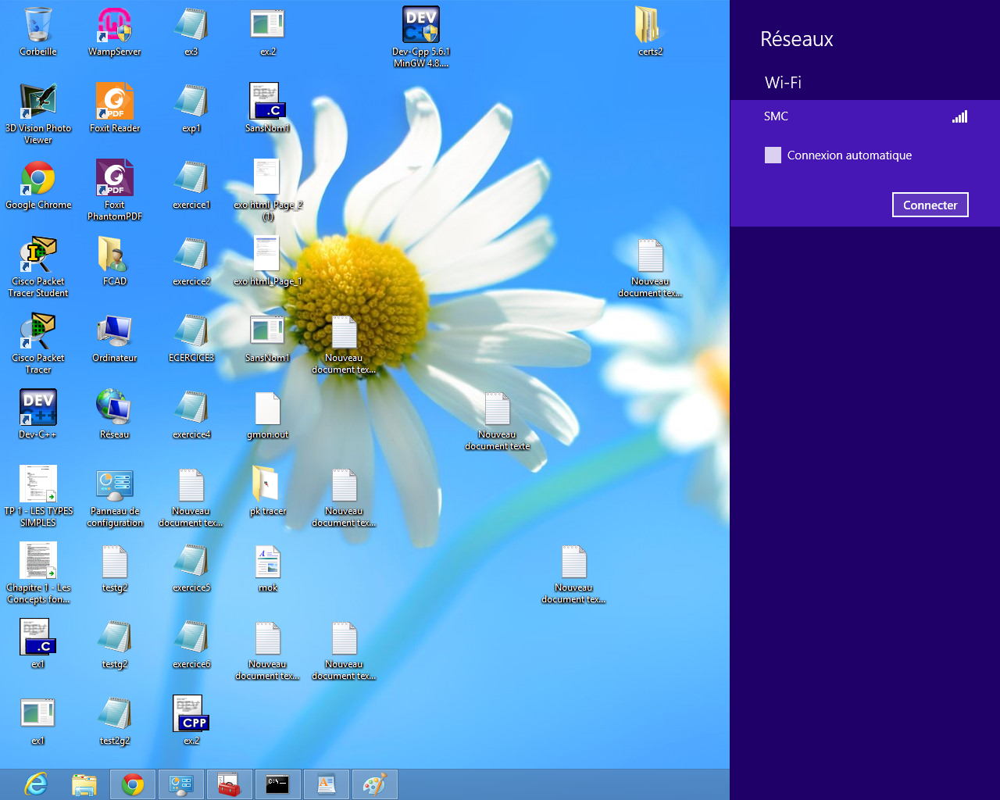 Corbeille
WampServer
ex3
ex.2
Dev-Cpp 5.6.1
MinGW 4.8....
certs2
3D Vision Photo
Viewer
Foxit Reader
exp1
SansNom1
Google Chrome
Foxit
PhantomPDF
exercice1
exo html_Page_2
(1)
Cisco Packet
Tracer Student
FCAD
exercice2
exo html_Page_1
Nouveau
document tex...
Cisco Packet
Tracer
Ordinateur
ECERCICE3
SansNom1
Nouveau
document tex...
Dev-C++
Réseau
exercice4
gmon.out
Nouveau
document texte
TP 1 - LES TYPES
SIMPLES
Panneau de
configuration
Nouveau
document tex...
pk tracer
Nouveau
document tex...
Chapitre 1 - Les
Concepts fon...
testg2
exercice5
mok
Nouveau
document tex...
ex1
testg2
exercice6
Nouveau
document tex...
Nouveau
document tex...
ex1
test2g2
ex.2
Réseaux
Wi-Fi
SMC
Connexion automatique
Connecter